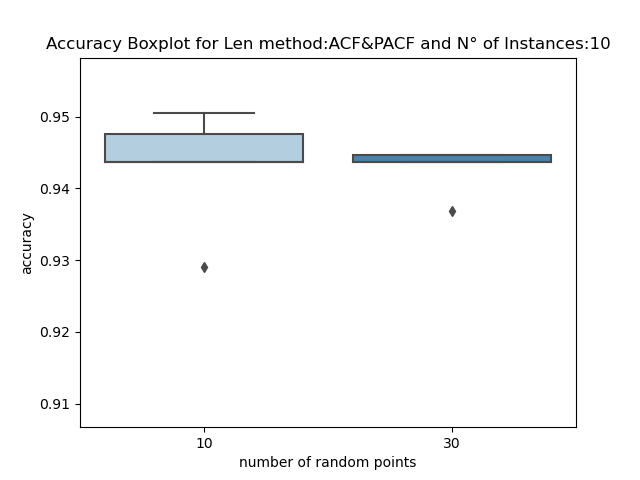 Accuracy Boxplot for Len method:ACF&PACF and N° of Instances:10
0.95
0.94
0.93
0.92
0.91
accuracy
10
30
number of random points